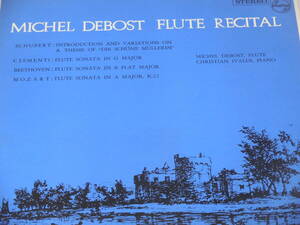 STEREO
MICHEL DEBOST FLUTE RECITAL
SCHUBERT: INTRODUCTION AND VARIATIONS ON
A THEME OF "DIE SCHÖNE MÜLLERIN"
CLEMENTI: FLUTE SONATA IN G MAJOR
BEETHOVEN: FLUTE SONATA IN B FLAT MAJOR
MOZART: FLUTE SONATA IN A MAJOR, K.12
MICHEL DEBOST, FLUTE
CHRISTIAN IVALDI, PIANO